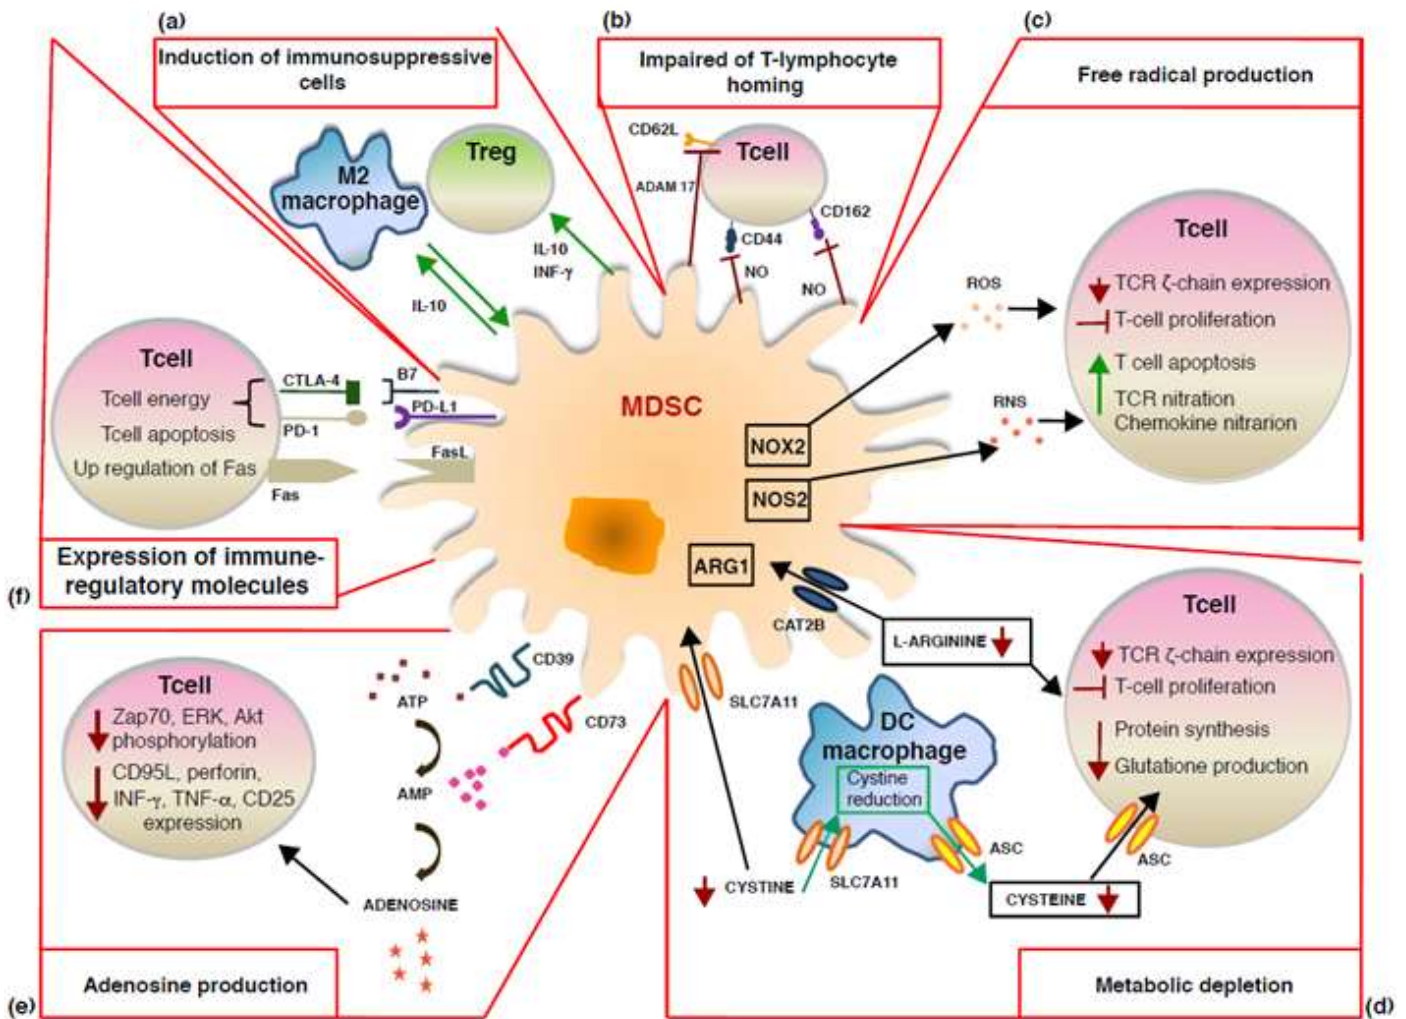 (a)
Induction of immunosuppressive
cells
M2
macrophage
Treg
IL-10
IL-10
INF-γ
(b)
Impaired of T-lymphocyte
homing
CD62L
Tcell
ADAM 17
CD44
CD162
NO
NO
(c)
Free radical production
Tcell
TCR ζ-chain expression
T-cell proliferation
T cell apoptosis
TCR nitration
Chemokine nitrarion
ROS
RNS
MDSC
NOX2
NOS2
ARG1
Tcell
Tcell energy
Tcell apoptosis
Up regulation of Fas
CTLA-4
B7
PD-1
PD-L1
Fas
FasL
Expression of immune-
regulatory molecules
(f)
CAT2B
L-ARGININE
Tcell
TCR ζ-chain expression
T-cell proliferation
Protein synthesis
Glutatione production
SLC7A11
DC
macrophage
Cystine
reduction
ASC
ASC
SLC7A11
CYSTINE
CYSTEINE
Metabolic depletion
(d)
Tcell
Zap70, ERK, Akt
phosphorylation
CD95L, perforin,
INF-γ, TNF-α, CD25
expression
CD39
ATP
CD73
AMP
ADENOSINE
Adenosine production
(e)